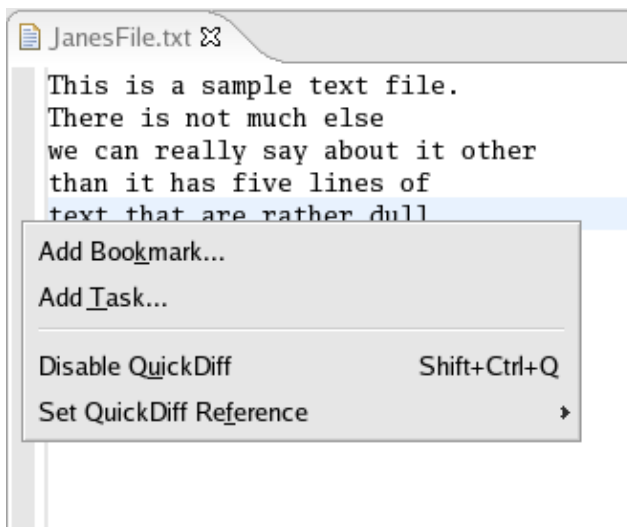 JanesFile.txt
This is a sample text file.
There is not much else
we can really say about it other
than it has five lines of
text that are rather dull
Add Bookmark...
Add Task...
Disable QuickDiff Shift+Ctrl+Q
Set QuickDiff Reference